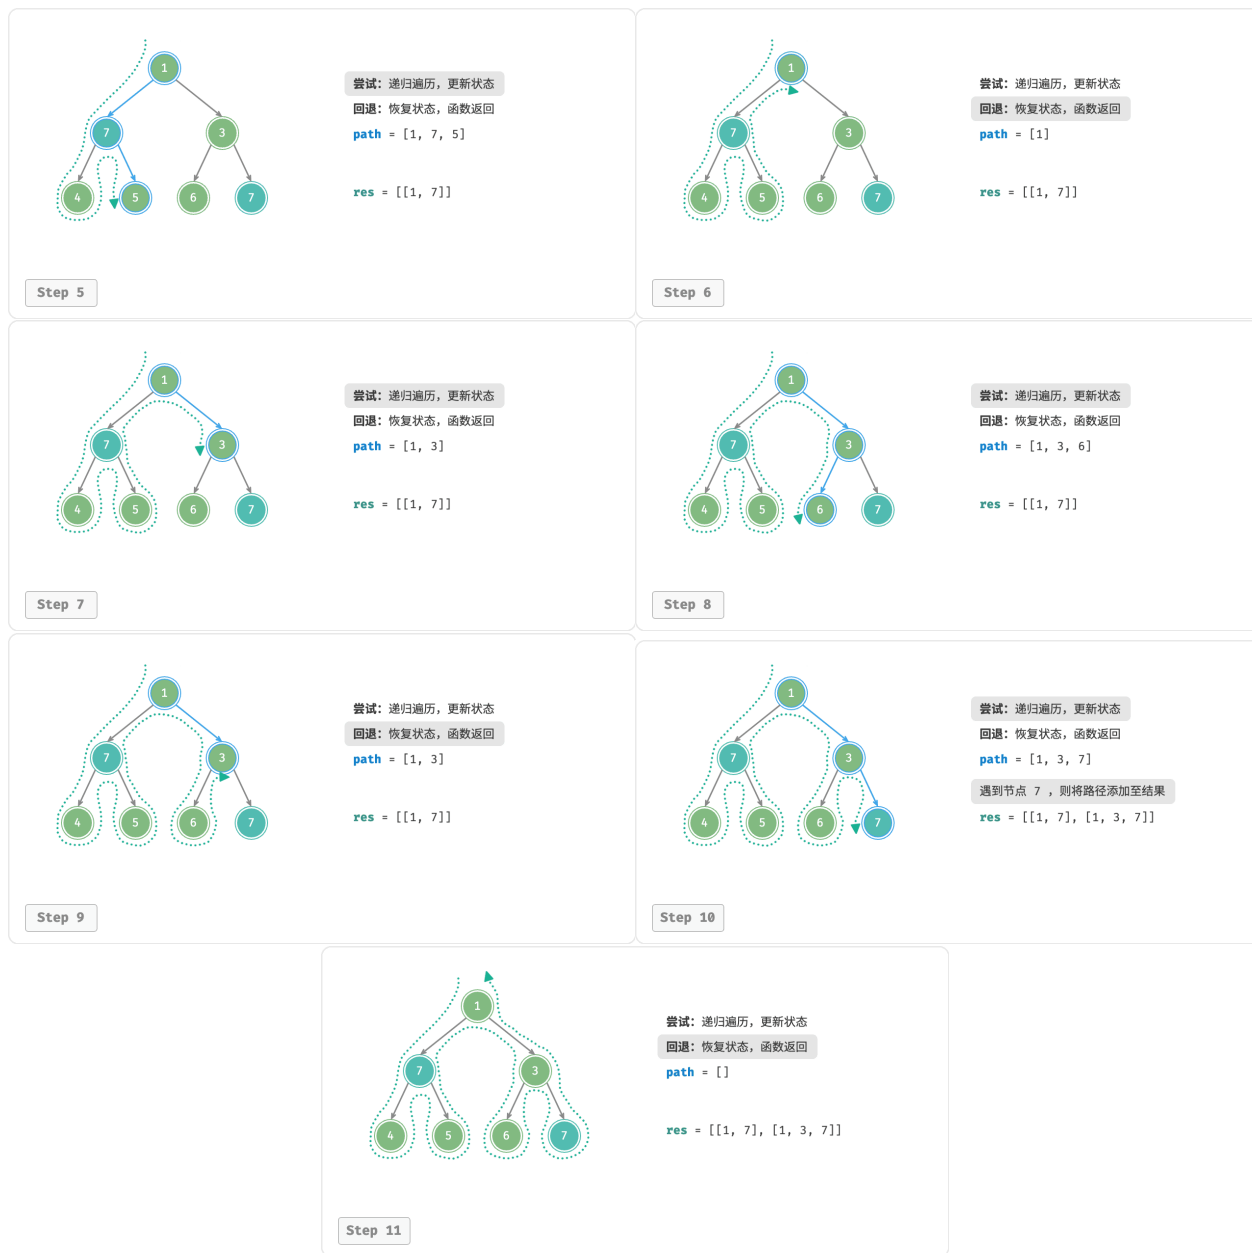 1
7
3
4
5
6
7
尝试：递归遍历，更新状态
回退：恢复状态，函数返回
path = [1, 7, 5]
res = [[1, 7]]
Step 5
1
7
3
4
5
6
7
尝试：递归遍历，更新状态
回退：恢复状态，函数返回
path = [1]
res = [[1, 7]]
Step 6
1
7
3
4
5
6
7
尝试：递归遍历，更新状态
回退：恢复状态，函数返回
path = [1, 3]
res = [[1, 7]]
Step 7
1
7
3
4
5
6
7
尝试：递归遍历，更新状态
回退：恢复状态，函数返回
path = [1, 3, 6]
res = [[1, 7]]
Step 8
1
7
3
4
5
6
7
尝试：递归遍历，更新状态
回退：恢复状态，函数返回
path = [1, 3]
res = [[1, 7]]
Step 9
1
7
3
4
5
6
7
尝试：递归遍历，更新状态
回退：恢复状态，函数返回
path = [1, 3, 7]
遇到节点 7 ，则将路径添加至结果
res = [[1, 7], [1, 3, 7]]
Step 10
1
7
3
4
5
6
7
尝试：递归遍历，更新状态
回退：恢复状态，函数返回
path = []
res = [[1, 7], [1, 3, 7]]
Step 11